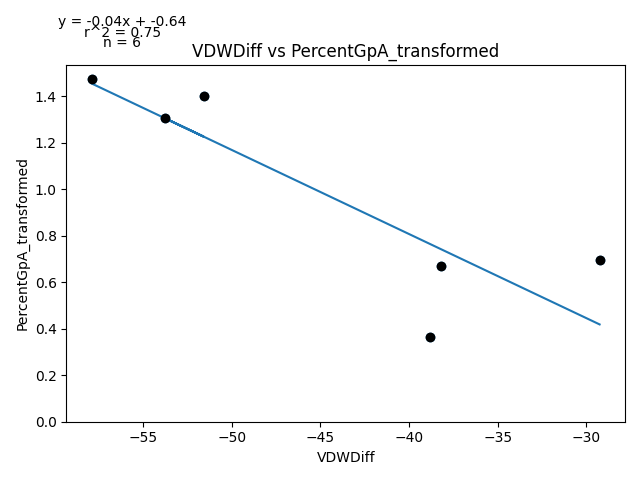 y = -0.04x + -0.64
r^2 = 0.75
n = 6
VDWDiff vs PercentGpA_transformed
PercentGpA_transformed
1.4
1.2
1.0
0.8
0.6
0.4
0.2
0.0
−55 −50 −45 −40 −35 −30
VDWDiff